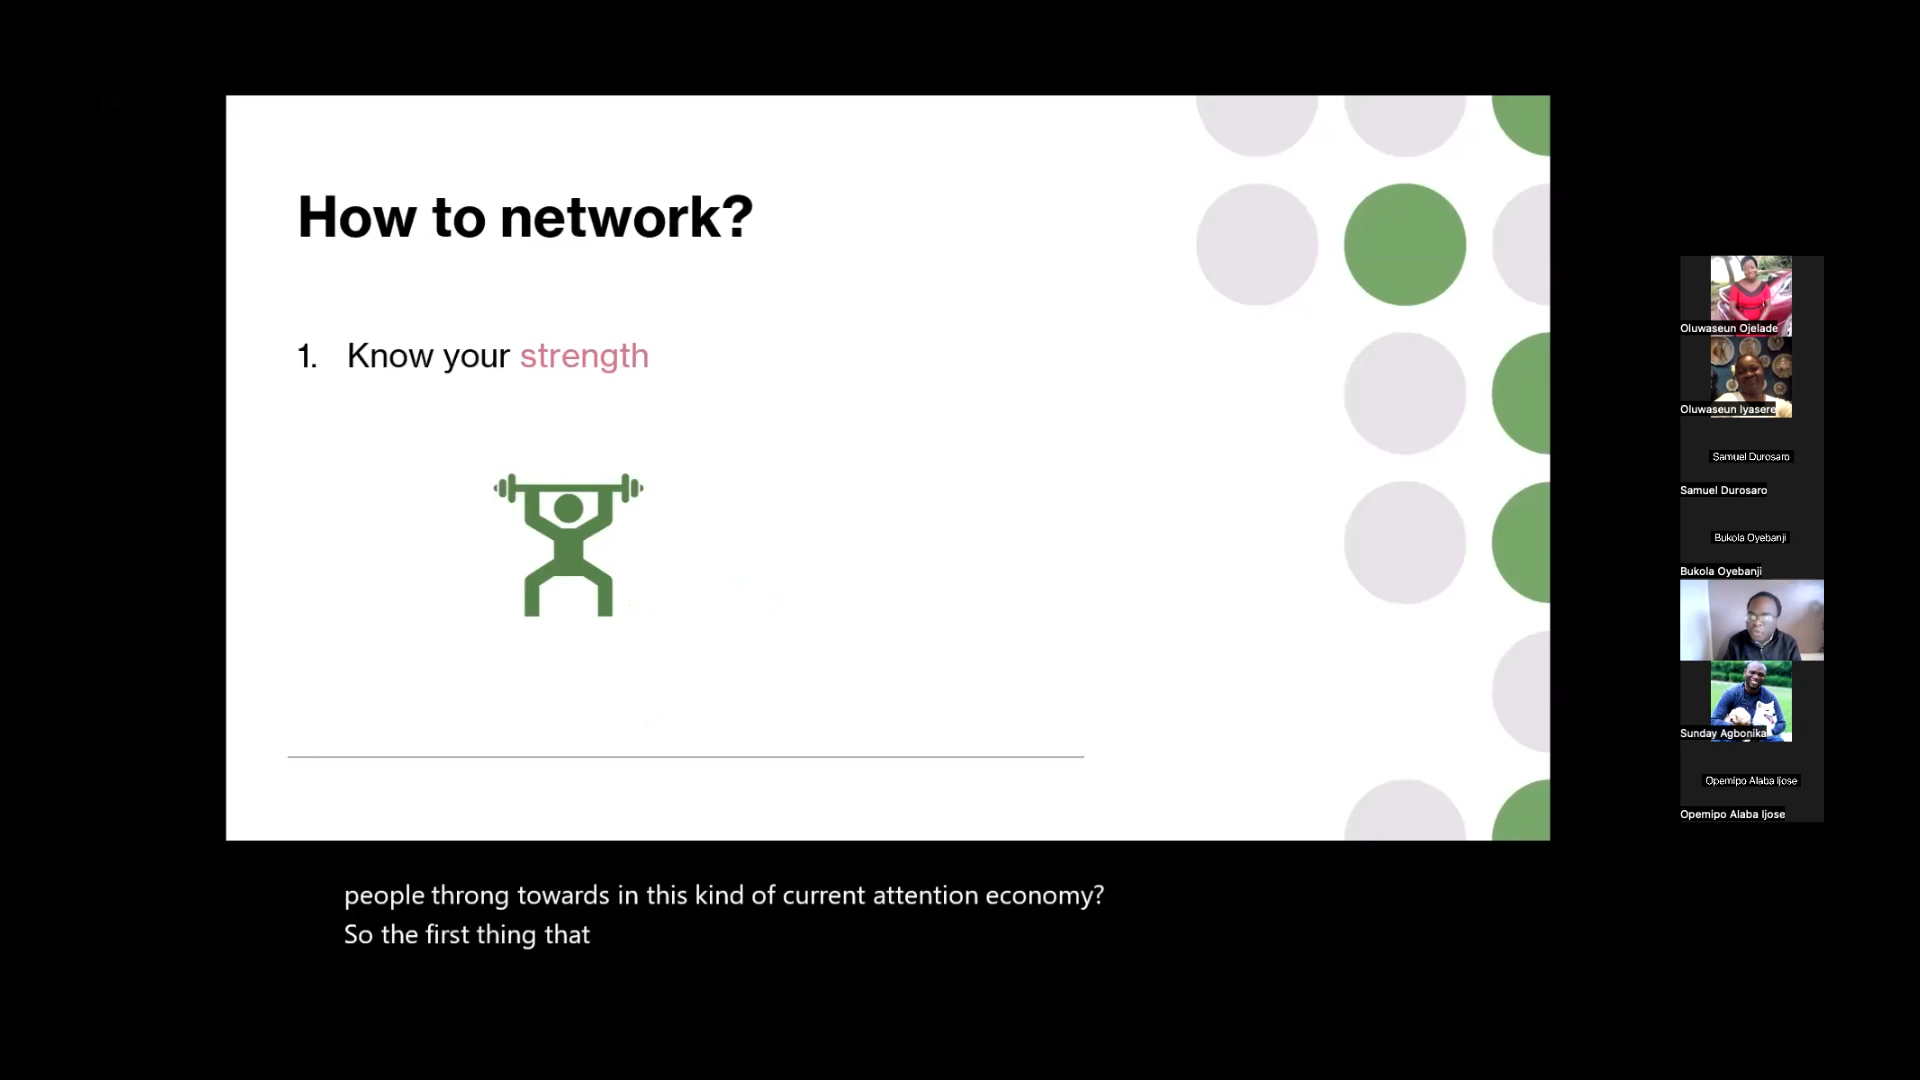 How to network?
1. Know your strength
Oluwaseun Ojelade
Oluwaseun Iyasere
Samuel Durosaro
Samuel Durosaro
Bukola Oyebanji
Bukola Oyebanji
Sunday Agbonika
Opemipo Alaba Ijose
Opemipo Alaba Ijose
people throng towards in this kind of current attention economy?
So the first thing that